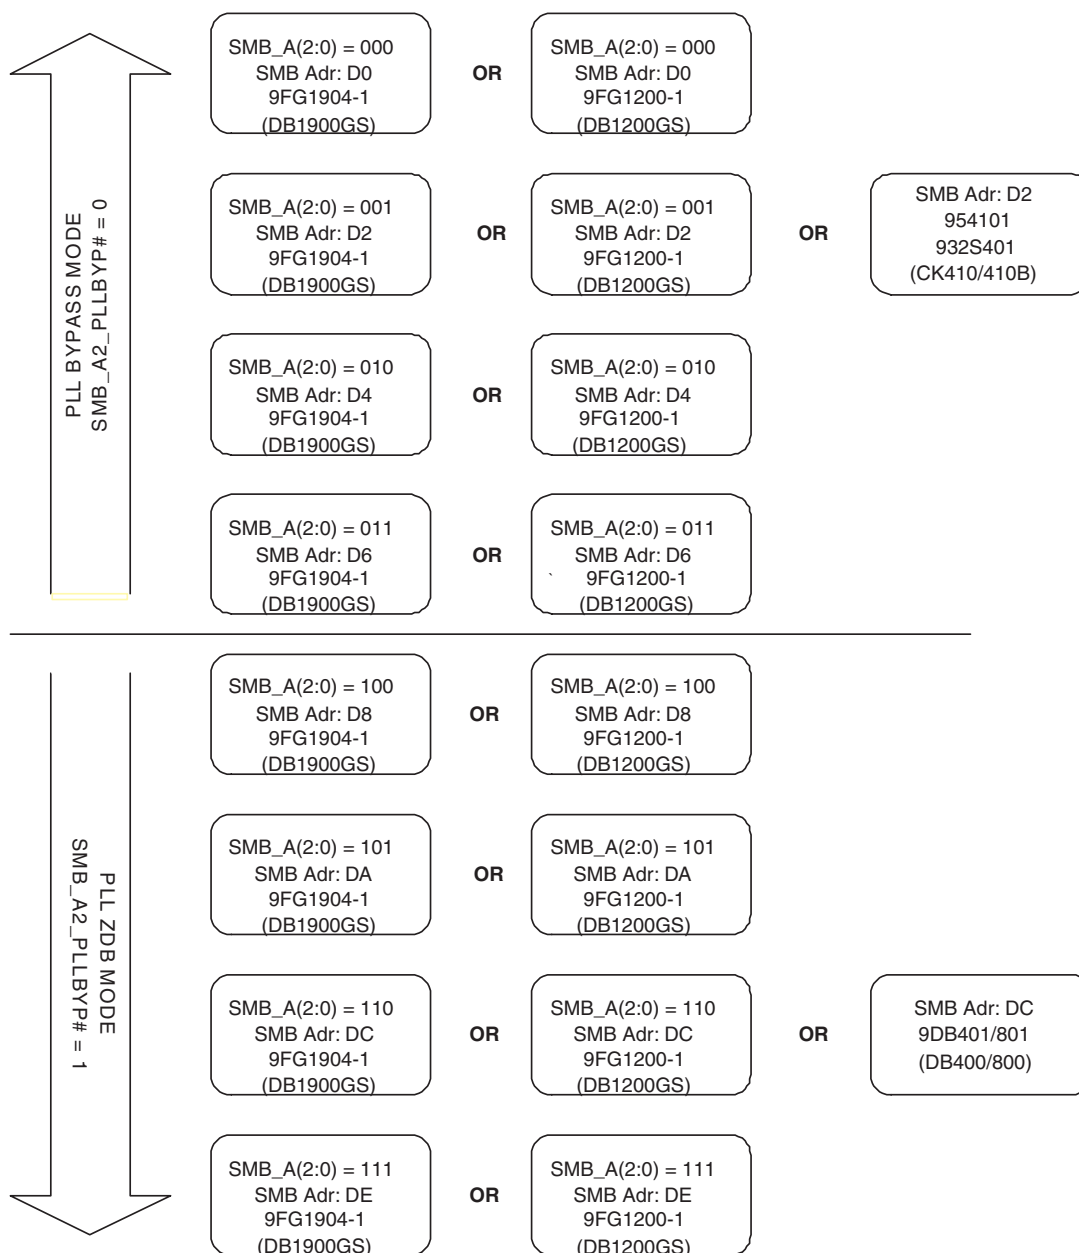 PLL BYPASS MODE
SMB_A2_PLLBYP# = 0
SMB_A(2:0) = 000
SMB Adr: D0
9FG1904-1
(DB1900GS)
OR
SMB_A(2:0) = 000
SMB Adr: D0
9FG1200-1
(DB1200GS)
SMB_A(2:0) = 001
SMB Adr: D2
9FG1904-1
(DB1900GS)
OR
SMB_A(2:0) = 001
SMB Adr: D2
9FG1200-1
(DB1200GS)
OR
SMB Adr: D2
954101
932S401
(CK410/410B)
SMB_A(2:0) = 010
SMB Adr: D4
9FG1904-1
(DB1900GS)
OR
SMB_A(2:0) = 010
SMB Adr: D4
9FG1200-1
(DB1200GS)
SMB_A(2:0) = 011
SMB Adr: D6
9FG1904-1
(DB1900GS)
OR
SMB_A(2:0) = 011
SMB Adr: D6
` 9FG1200-1
(DB1200GS)
PLL ZDB MODE
SMB_A2_PLLBYP# = 1
SMB_A(2:0) = 100
SMB Adr: D8
9FG1904-1
(DB1900GS)
OR
SMB_A(2:0) = 100
SMB Adr: D8
9FG1200-1
(DB1200GS)
SMB_A(2:0) = 101
SMB Adr: DA
9FG1904-1
(DB1900GS)
OR
SMB_A(2:0) = 101
SMB Adr: DA
9FG1200-1
(DB1200GS)
SMB_A(2:0) = 110
SMB Adr: DC
9FG1904-1
(DB1900GS)
OR
SMB_A(2:0) = 110
SMB Adr: DC
9FG1200-1
(DB1200GS)
OR
SMB Adr: DC
9DB401/801
(DB400/800)
SMB_A(2:0) = 111
SMB Adr: DE
9FG1904-1
(DB1900GS)
OR
SMB_A(2:0) = 111
SMB Adr: DE
9FG1200-1
(DB1200GS)